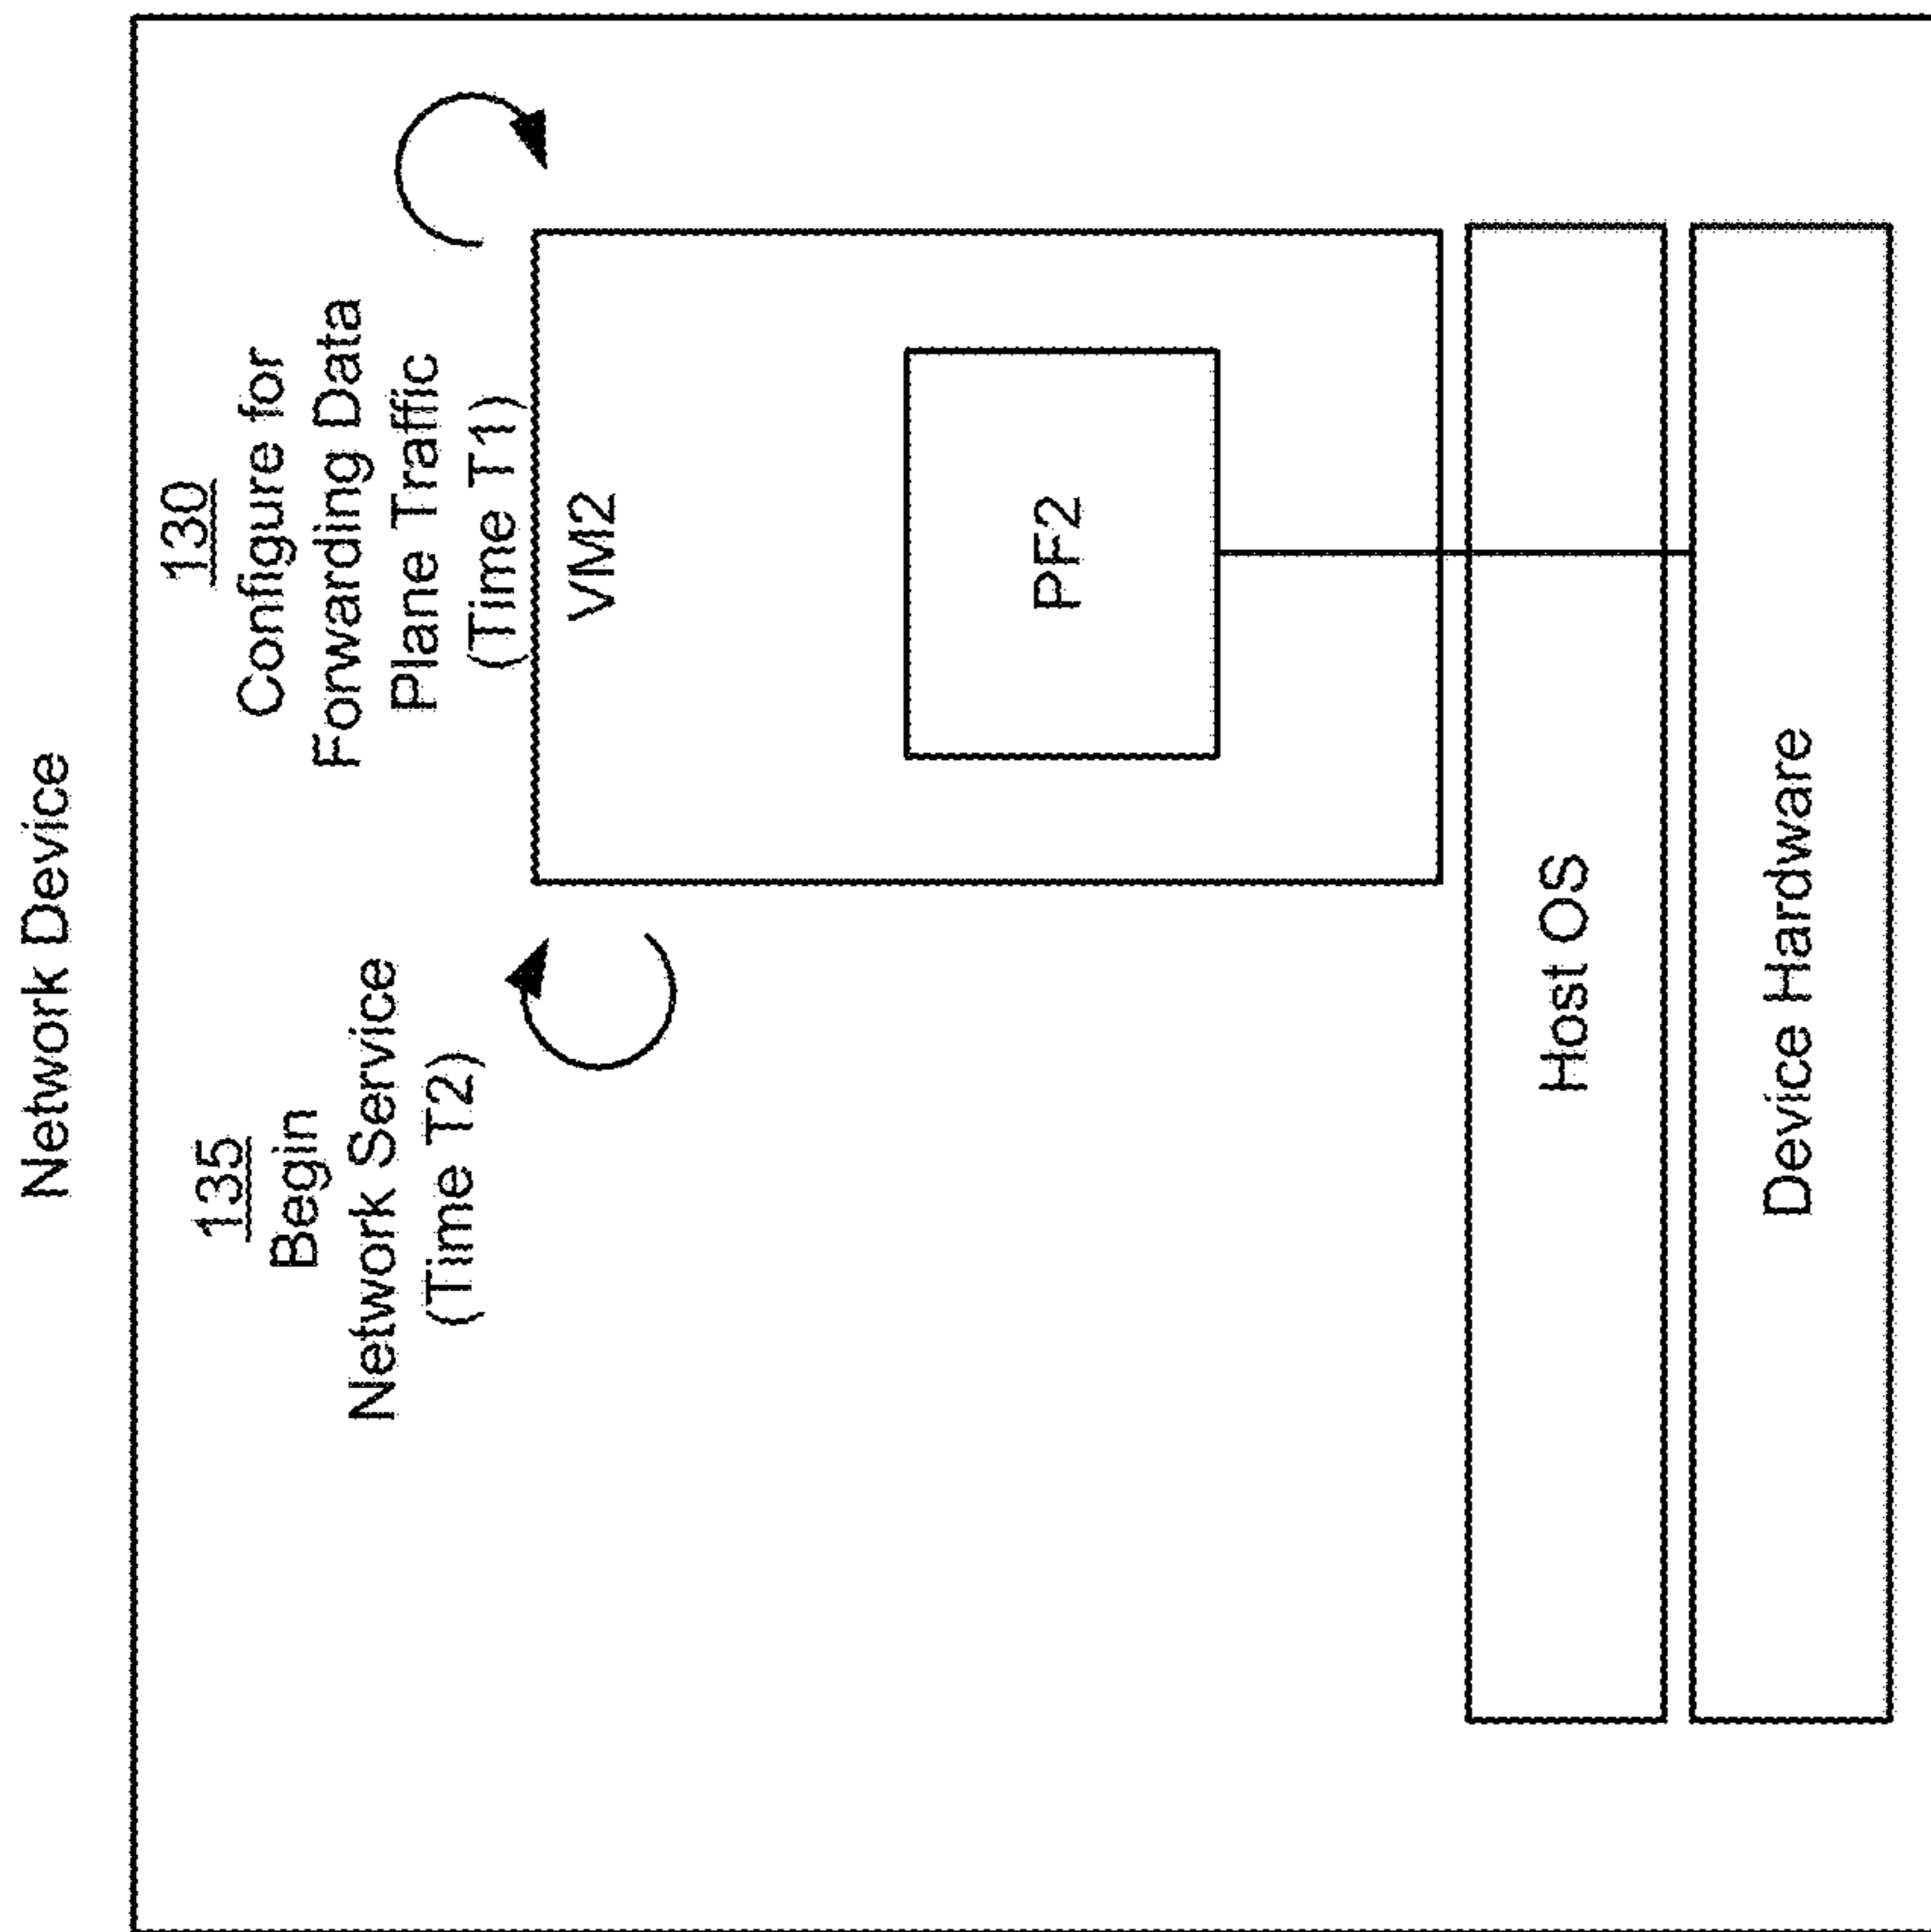 Network Device
135
Begin
Network Service
(Time T2)
130
Configure for
Forwarding Data
Plane Traffic
(Time T1)
VM2
PF2
Host OS
Device Hardware